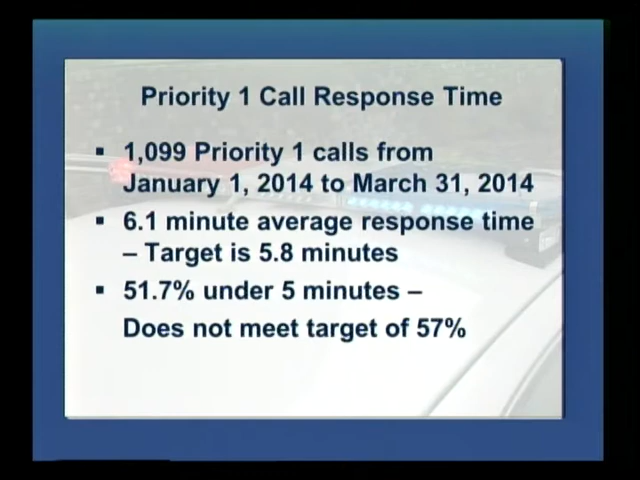 Priority 1 Call Response Time
▪ 1,099 Priority 1 calls from
January 1, 2014 to March 31, 2014
▪ 6.1 minute average response time
– Target is 5.8 minutes
▪ 51.7% under 5 minutes –
Does not meet target of 57%